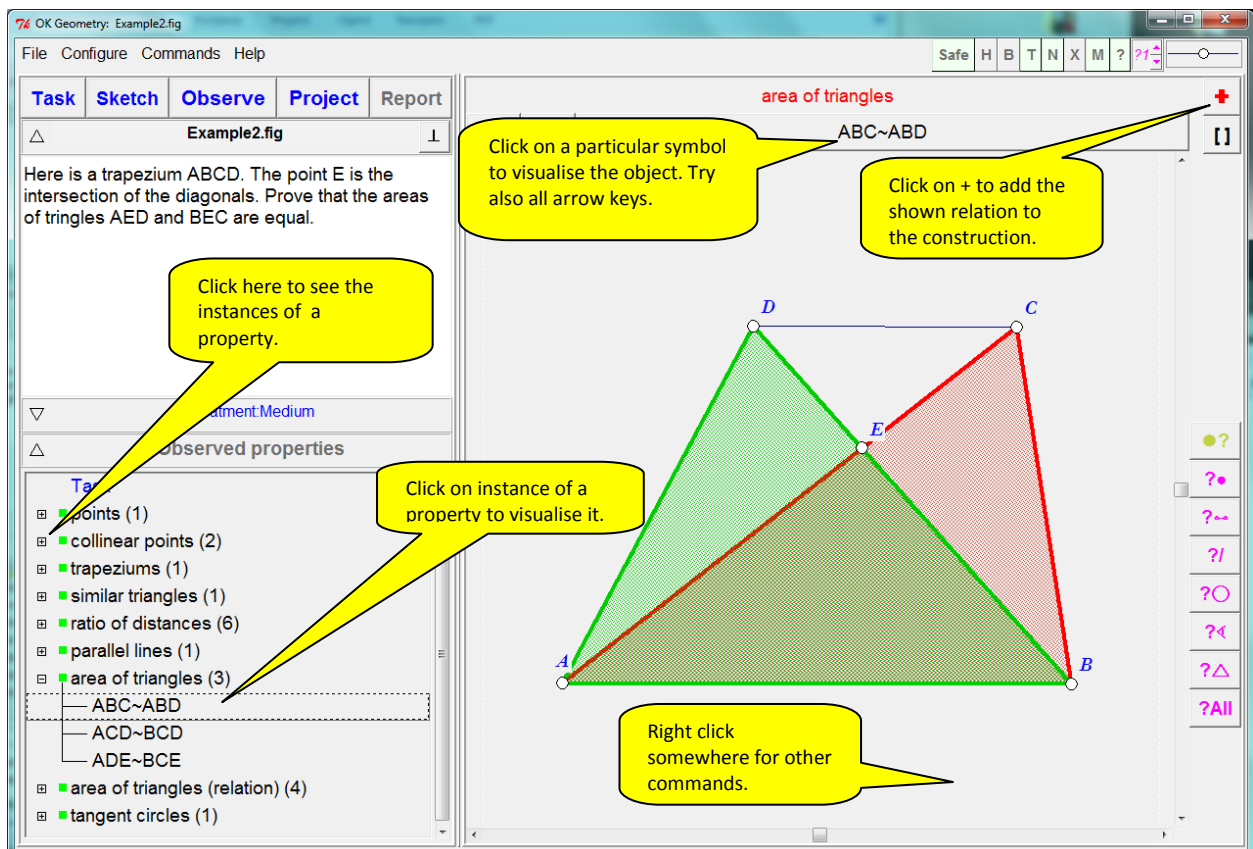 OK Geometry: Example2.fig
File Configure Commands Help
Safe H B T N X M ? ?1
Task Sketch Observe Project Report
Example2.fig
Here is a trapezium ABCD. The point E is the
intersection of the diagonals. Prove that the areas
of tringles AED and BEC are equal.
Click here to see the
instances of a
property.
atment:Medium
bserved properties
Click on instance of a
property to visualise it.
Ta
points (1)
collinear points (2)
trapeziums (1)
similar triangles (1)
ratio of distances (6)
parallel lines (1)
area of triangles (3)
ABC~ABD
ACD~BCD
ADE~BCE
area of triangles (relation) (4)
tangent circles (1)
area of triangles
+
ABC~ABD
[ ]
Click on a particular symbol
to visualise the object. Try
also all arrow keys.
Click on + to add the
shown relation to
the construction.
D
C
E
A
B
Right click
somewhere for other
commands.
?
?
?
?/
?
?
?
?All